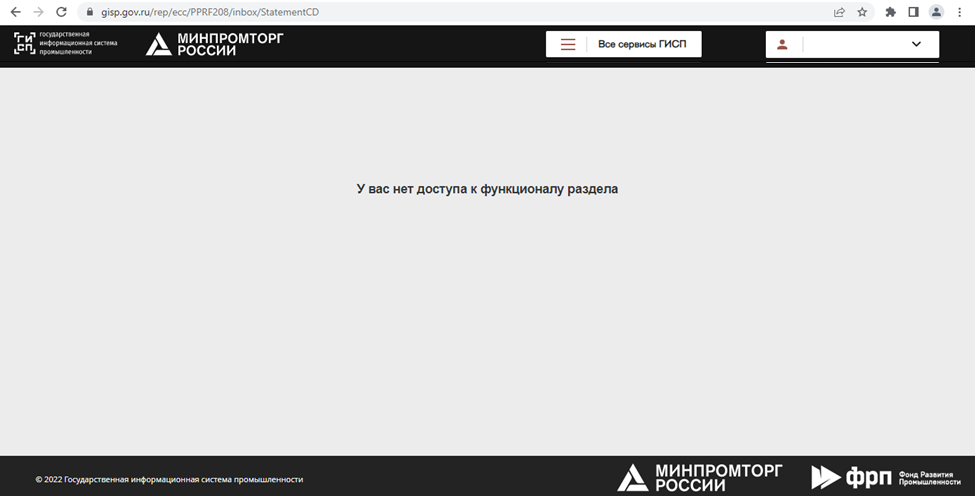 gisp.gov.ru/rep/ecc/PPRF208/inbox/StatementCD
ГИСП
государственная
информационная система
промышленности
МИНПРОМТОРГ
РОССИИ
Все сервисы ГИСП
У вас нет доступа к функционалу раздела
© 2022 Государственная информационная система промышленности
МИНПРОМТОРГ
РОССИИ
фрп
Фонд Развития
Промышленности